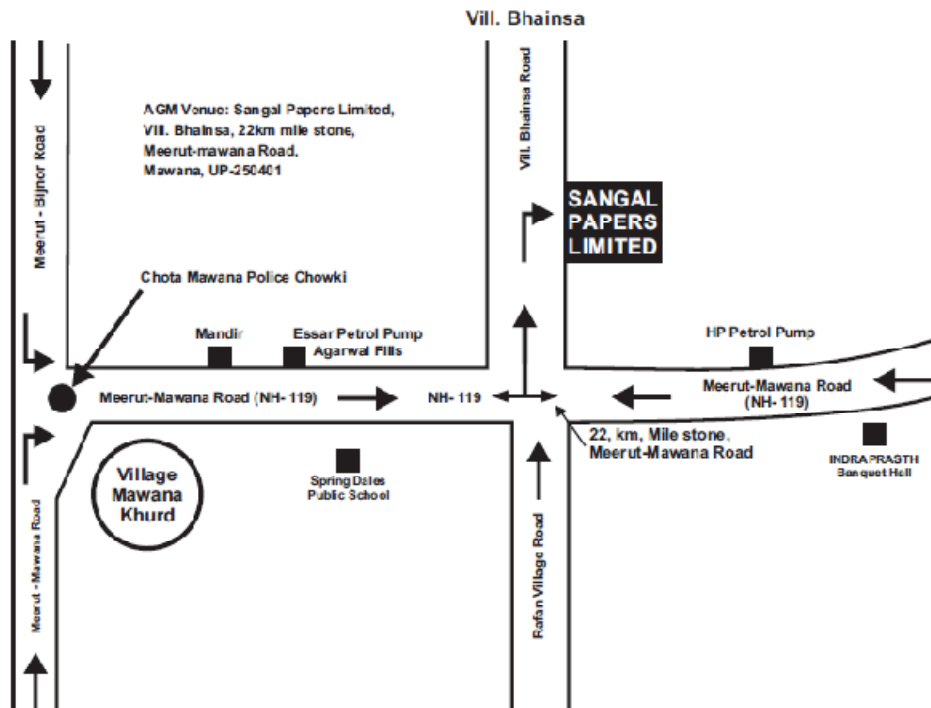 Vill. Bhainsa
AGM Venue: Sangal Papers Limited,
Vill. Bhainsa, 22km mile stone,
Meerut-mawana Road,
Mawana, UP-250401
Meerut - Bijnor Road
Vill. Bhainsa Road
SANGAL
PAPERS
LIMITED
Chota Mawana Police Chowki
Mandir
Essar Petrol Pump
Agarwal Fills
HP Petrol Pump
Meerut-Mawana Road (NH- 119)
NH- 119
Meerut-Mawana Road
(NH-119)
22, km, Mile stone,
Meerut-Mawana Road
Village
Mawana
Khurd
Spring Dales
Public School
INDRAPRASTH
Banquet Hall
Meerut - Mawana Road
Rafan Village Road